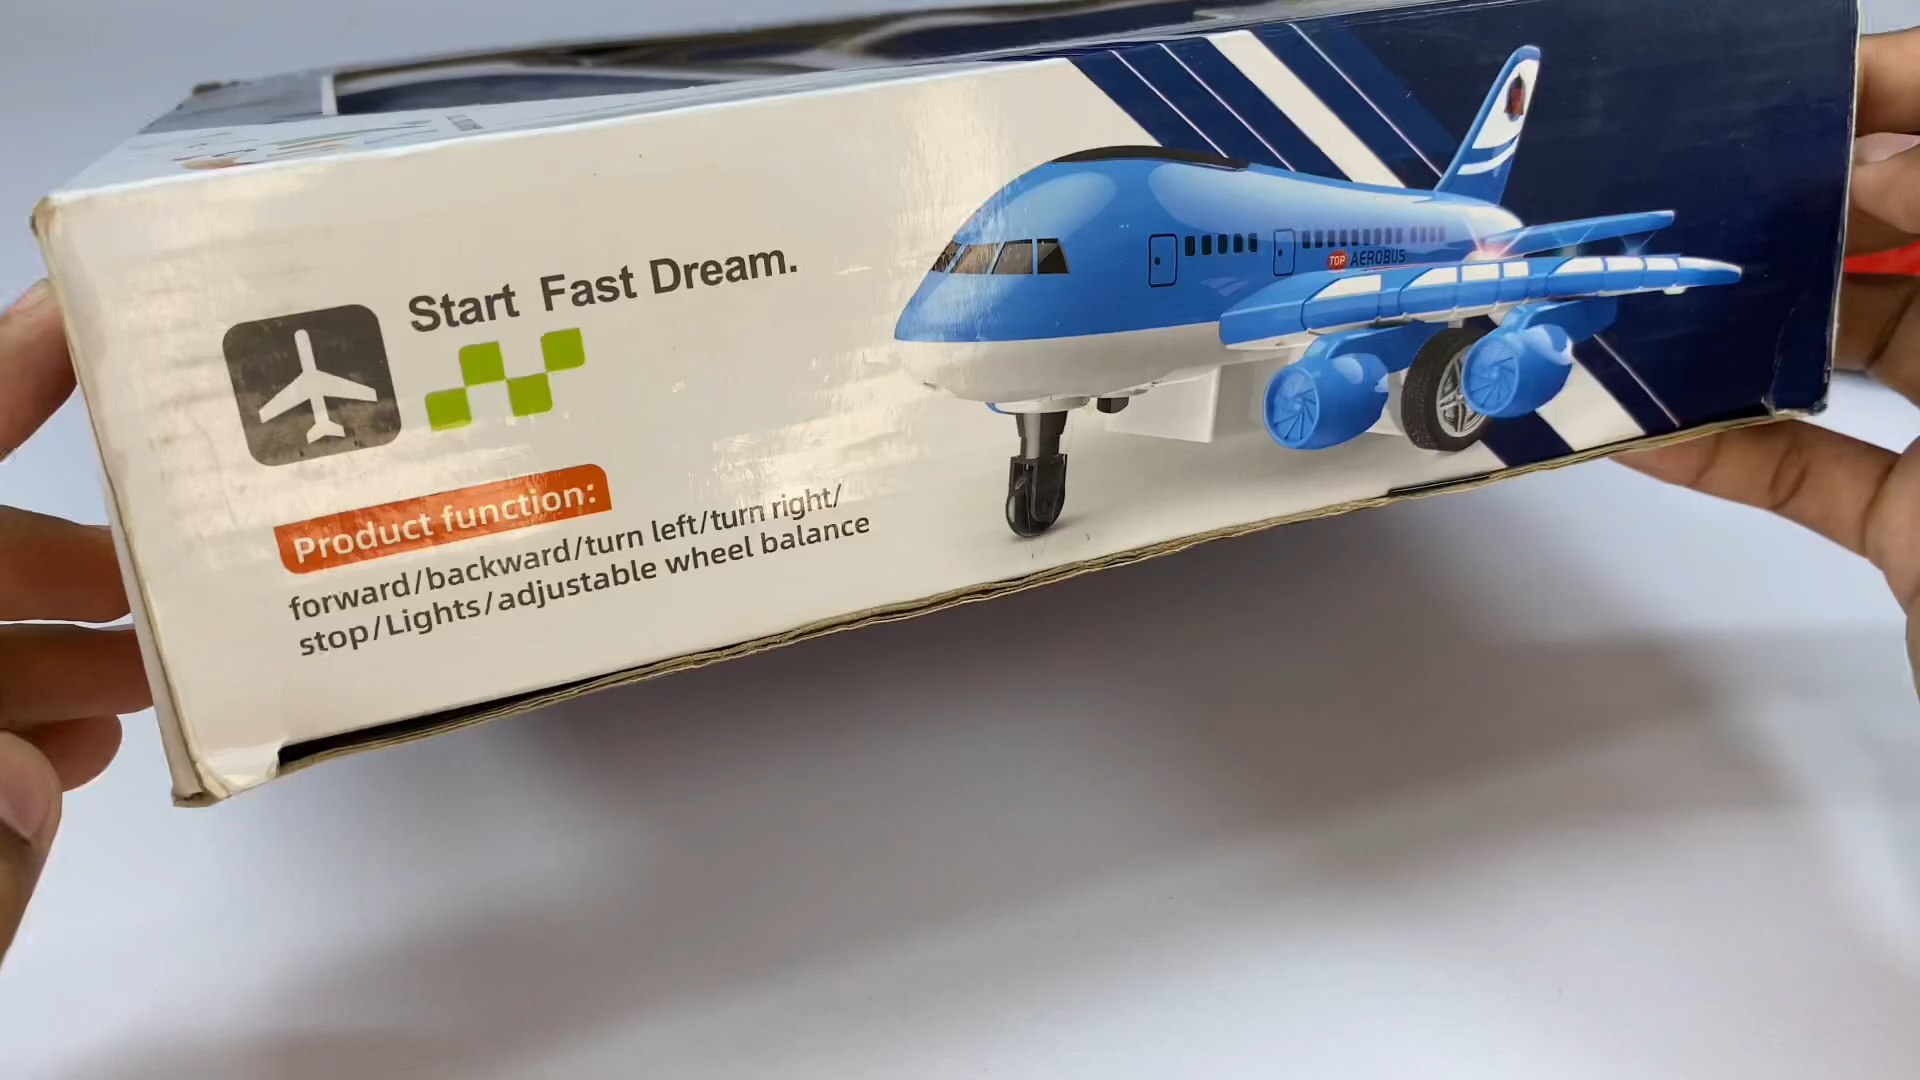 Start Fast Dream.
Product function:
forward/backward/turn left/turn right/
stop/Lights/adjustable wheel balance
TOP AEROBUS